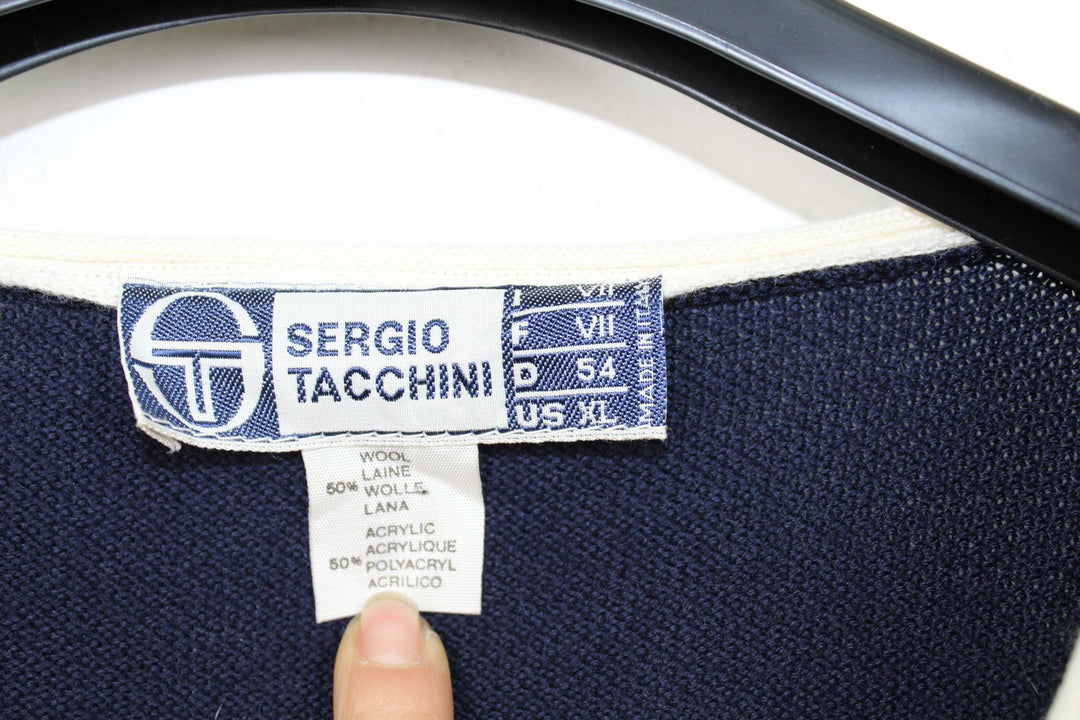 SERGIO
TACCHINI
I VII
F VII
D 54
US XL
MADE IN ITALY
WOOL
LAINE
50% WOLLE
LANA
ACRYLIC
ACRYLIQUE
50% POLYACRYL
ACRILICO